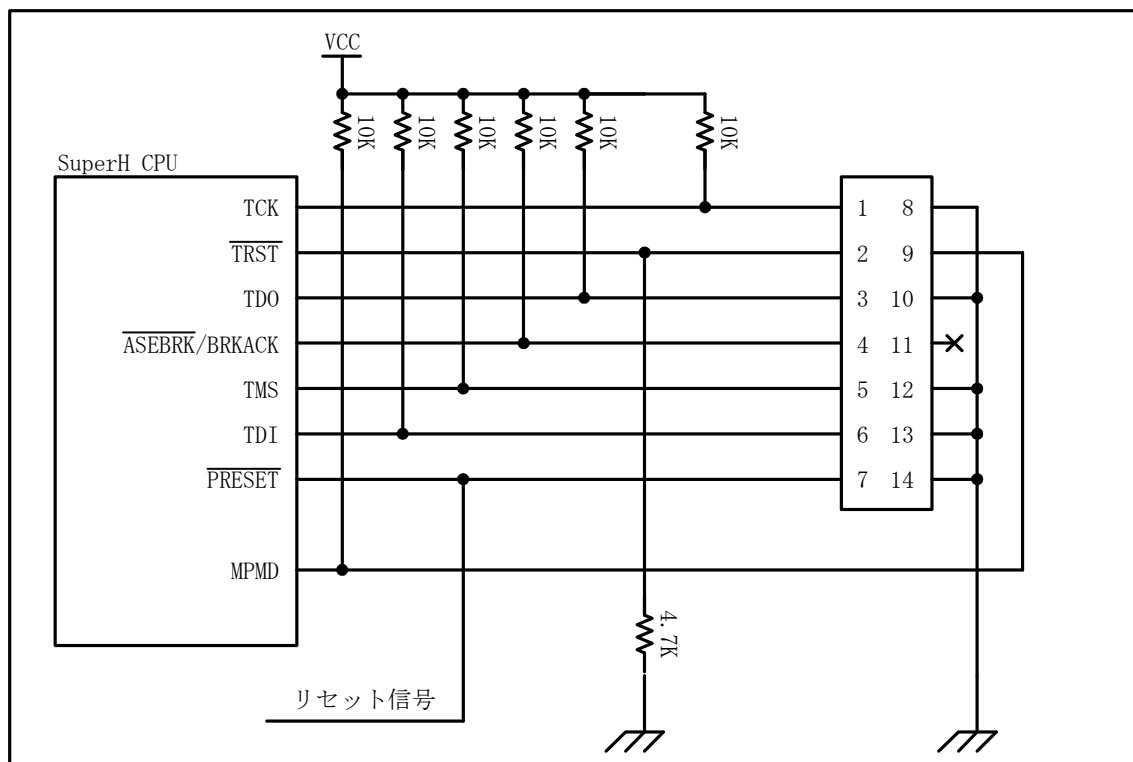 VCC
10K 10K 10K 10K 10K 10K
SuperH CPU
TCK 1 8
TRST 2 9
TDO 3 10
ASEBRK/BRKACK 4 11
TMS 5 12
TDI 6 13
PRESET 7 14
MPMD
4.7K
リセット信号